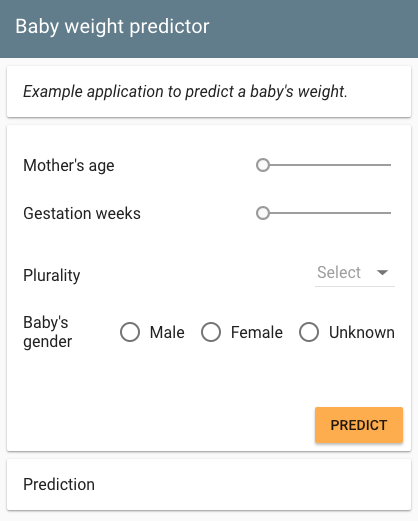 Baby weight predictor
Example application to predict a baby's weight.
Mother's age
Gestation weeks
Plurality Select
Baby's
gender Male Female Unknown
PREDICT
Prediction